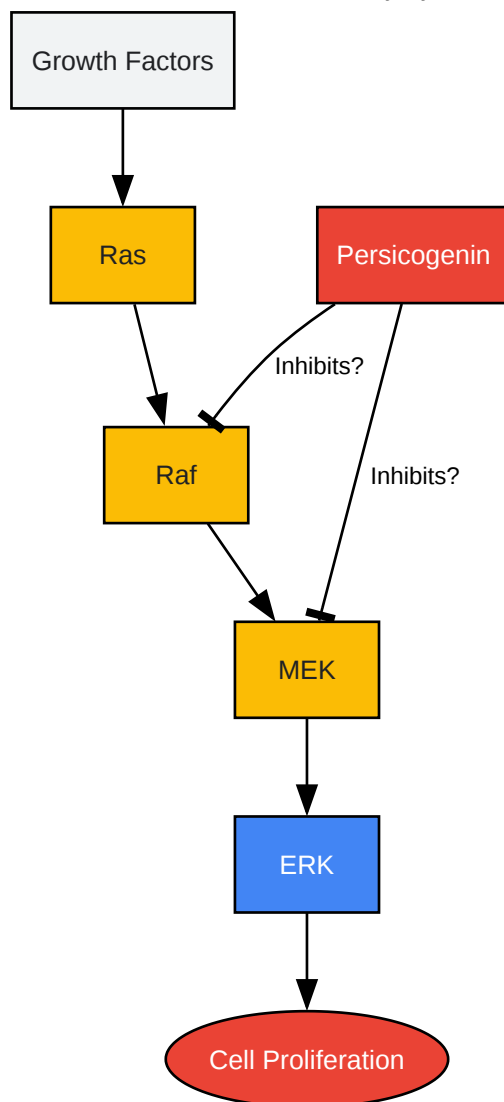 Growth Factors
Ras
Persicogenin
Inhibits?
Raf
Inhibits?
MEK
ERK
Cell Proliferation